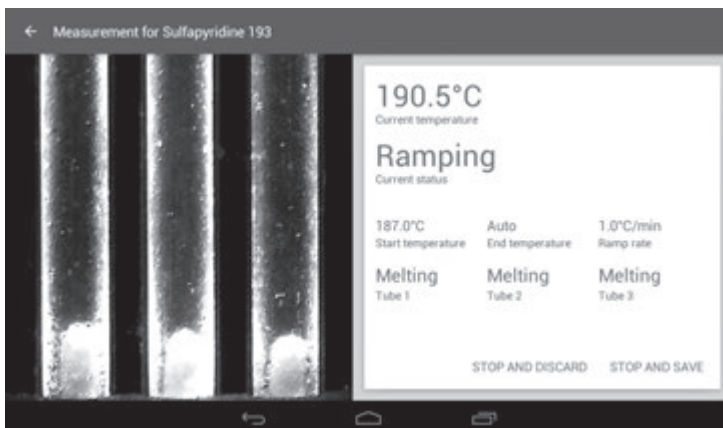 Measurement for Sulfapyridine 193
190.5°C
Current temperature
Ramping
Current status
187.0°C Auto 1.0°C/min
Start temperature End temperature Ramp rate
Melting Melting Melting
Tube 1 Tube 2 Tube 3
STOP AND DISCARD STOP AND SAVE